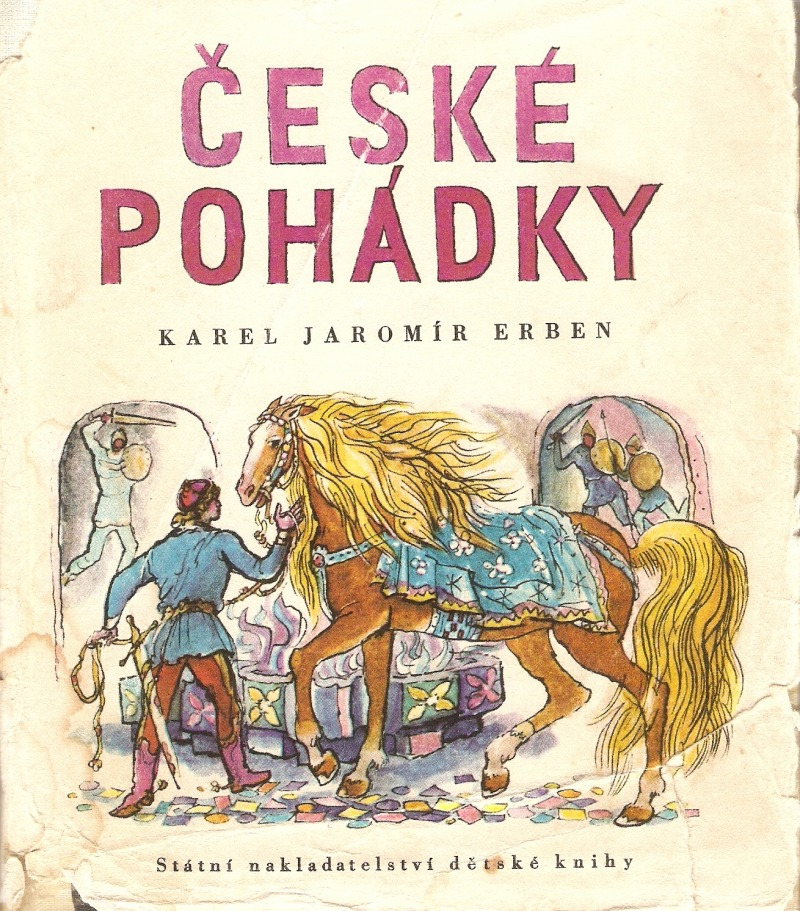 ČESKÉ
POHÁDKY
KAREL JAROMÍR ERBEN
Státní nakladatelství dětské knihy